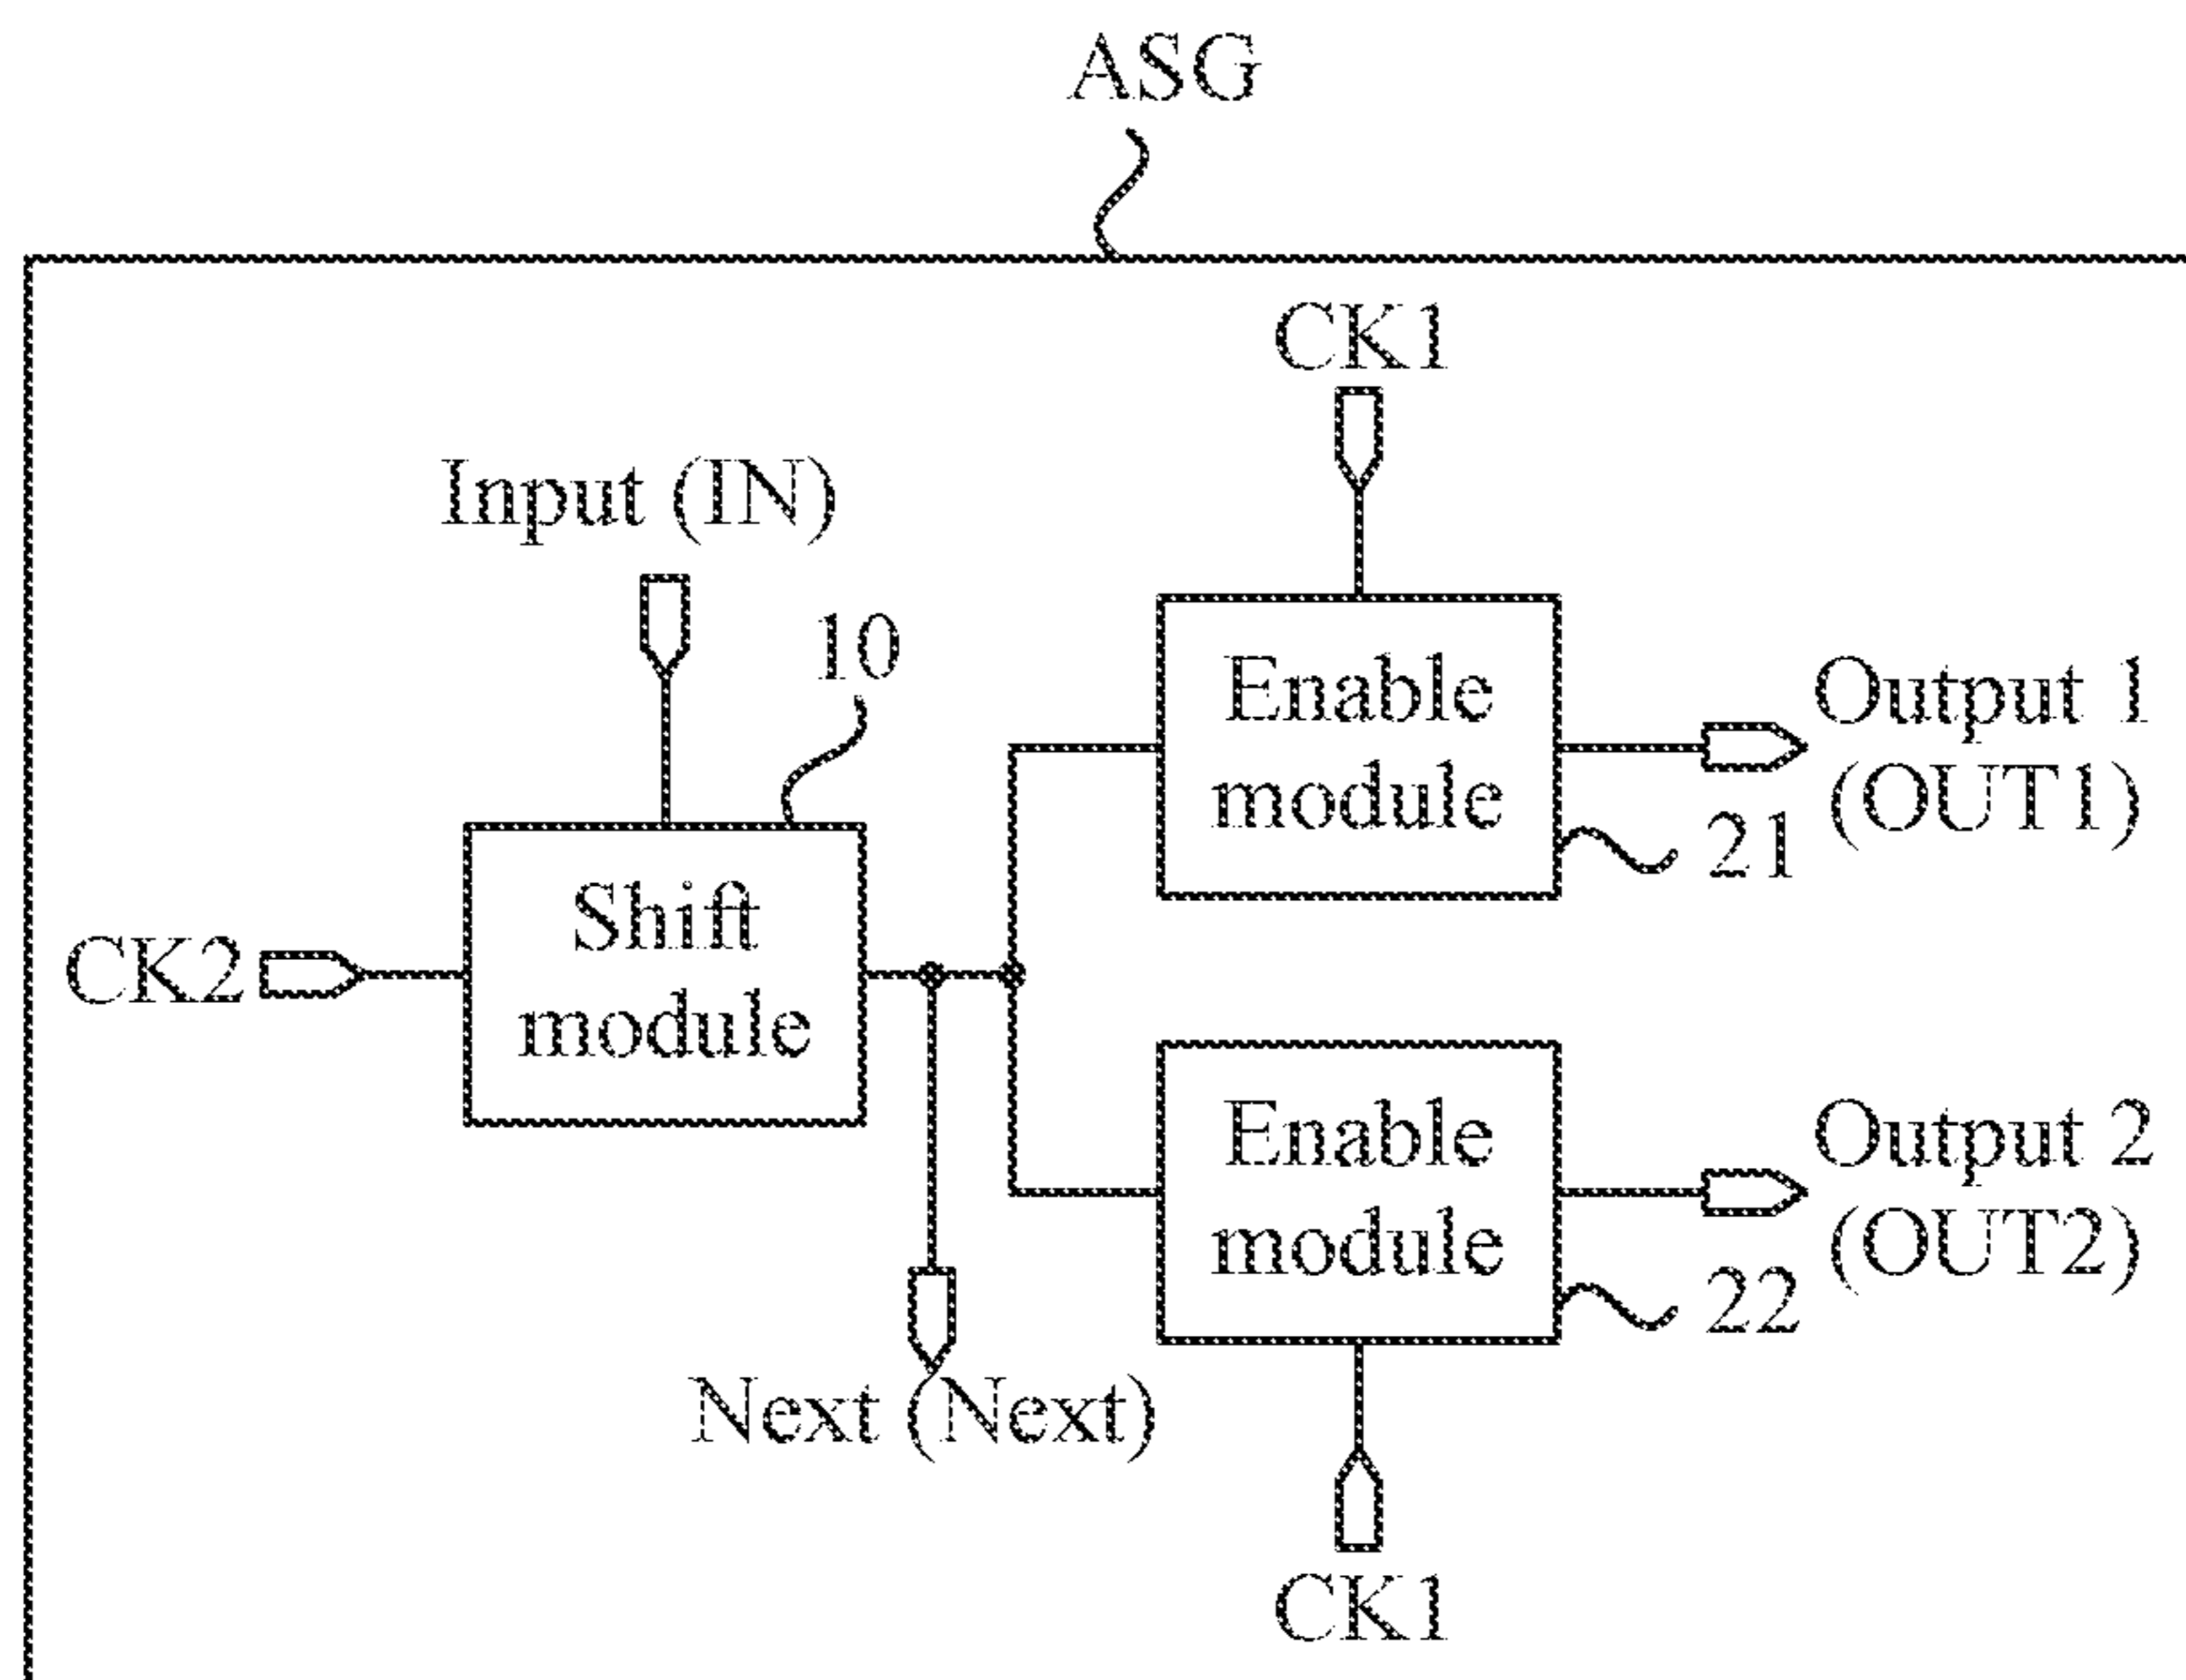 ASG
CK1
Input (IN)
10
Enable
module
Output 1
(OUT1)
21
Shift
module
CK2
Enable
module
Output 2
(OUT2)
22
Next (Next)
CK1